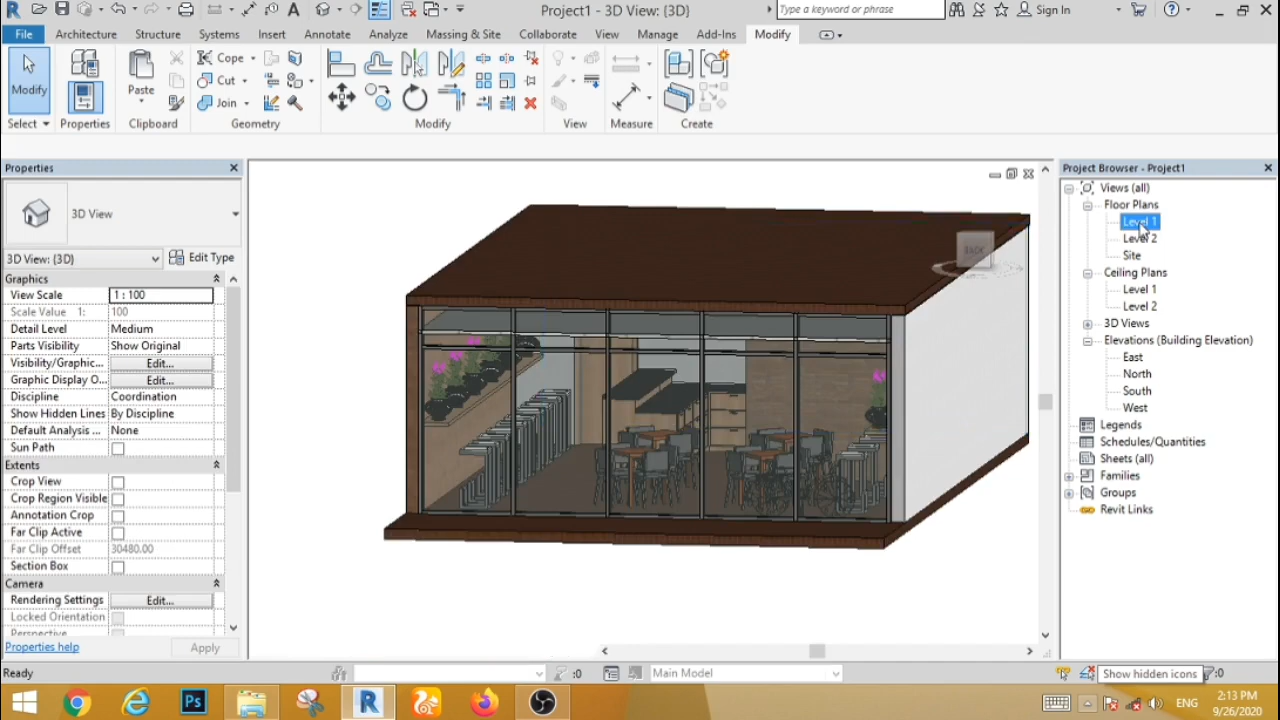 Project1 - 3D View: {3D}
Type a keyword or phrase
Sign In
File Architecture Structure Systems Insert Annotate Analyze Massing & Site Collaborate View Manage Add-Ins Modify
Modify
Paste
Cope
Cut
Join
Select Properties Clipboard Geometry Modify View Measure Create
Properties
3D View
3D View: {3D}
Edit Type
Graphics
View Scale 1 : 100
Scale Value 1: 100
Detail Level Medium
Parts Visibility Show Original
Visibility/Graphic... Edit...
Graphic Display O... Edit...
Discipline Coordination
Show Hidden Lines By Discipline
Default Analysis ... None
Sun Path
Extents
Crop View
Crop Region Visible
Annotation Crop
Far Clip Active
Far Clip Offset 30480.00
Section Box
Camera
Rendering Settings Edit...
Locked Orientation
Perspective
Properties help
Apply
BACK
Project Browser - Project1
Views (all)
Floor Plans
Level 1
Level 2
Site
Ceiling Plans
Level 1
Level 2
3D Views
Elevations (Building Elevation)
East
North
South
West
Legends
Schedules/Quantities
Sheets (all)
Families
Groups
Revit Links
Ready
:0
Main Model
Show hidden icons
:0
Ps
R
ENG
2:13 PM
9/26/2020